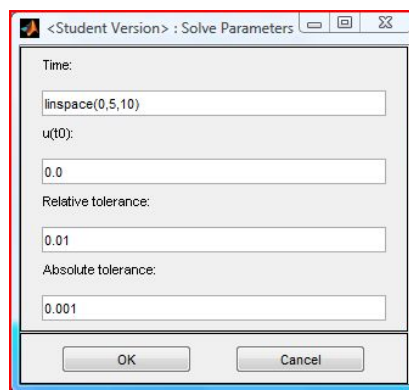 <Student Version> : Solve Parameters
Time:
linspace(0,5,10)
u(t0):
0.0
Relative tolerance:
0.01
Absolute tolerance:
0.001
OK Cancel